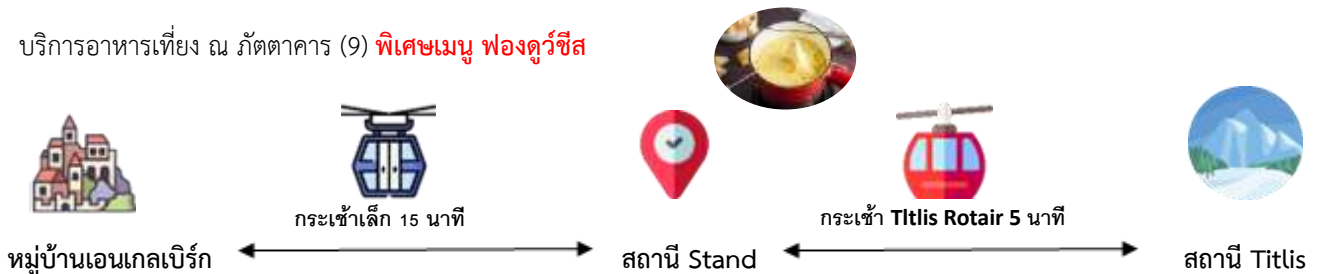 บริการอาหารเที่ยง ณ ภัตตาคาร (9) พิเศษเมนู ฟองดูว์ชีส
กระเช้าเล็ก 15 นาที
กระเช้า Tltlis Rotair 5 นาที
หมู่บ้านเอนเกลเบิร์ก
สถานี Stand
สถานี Titlis